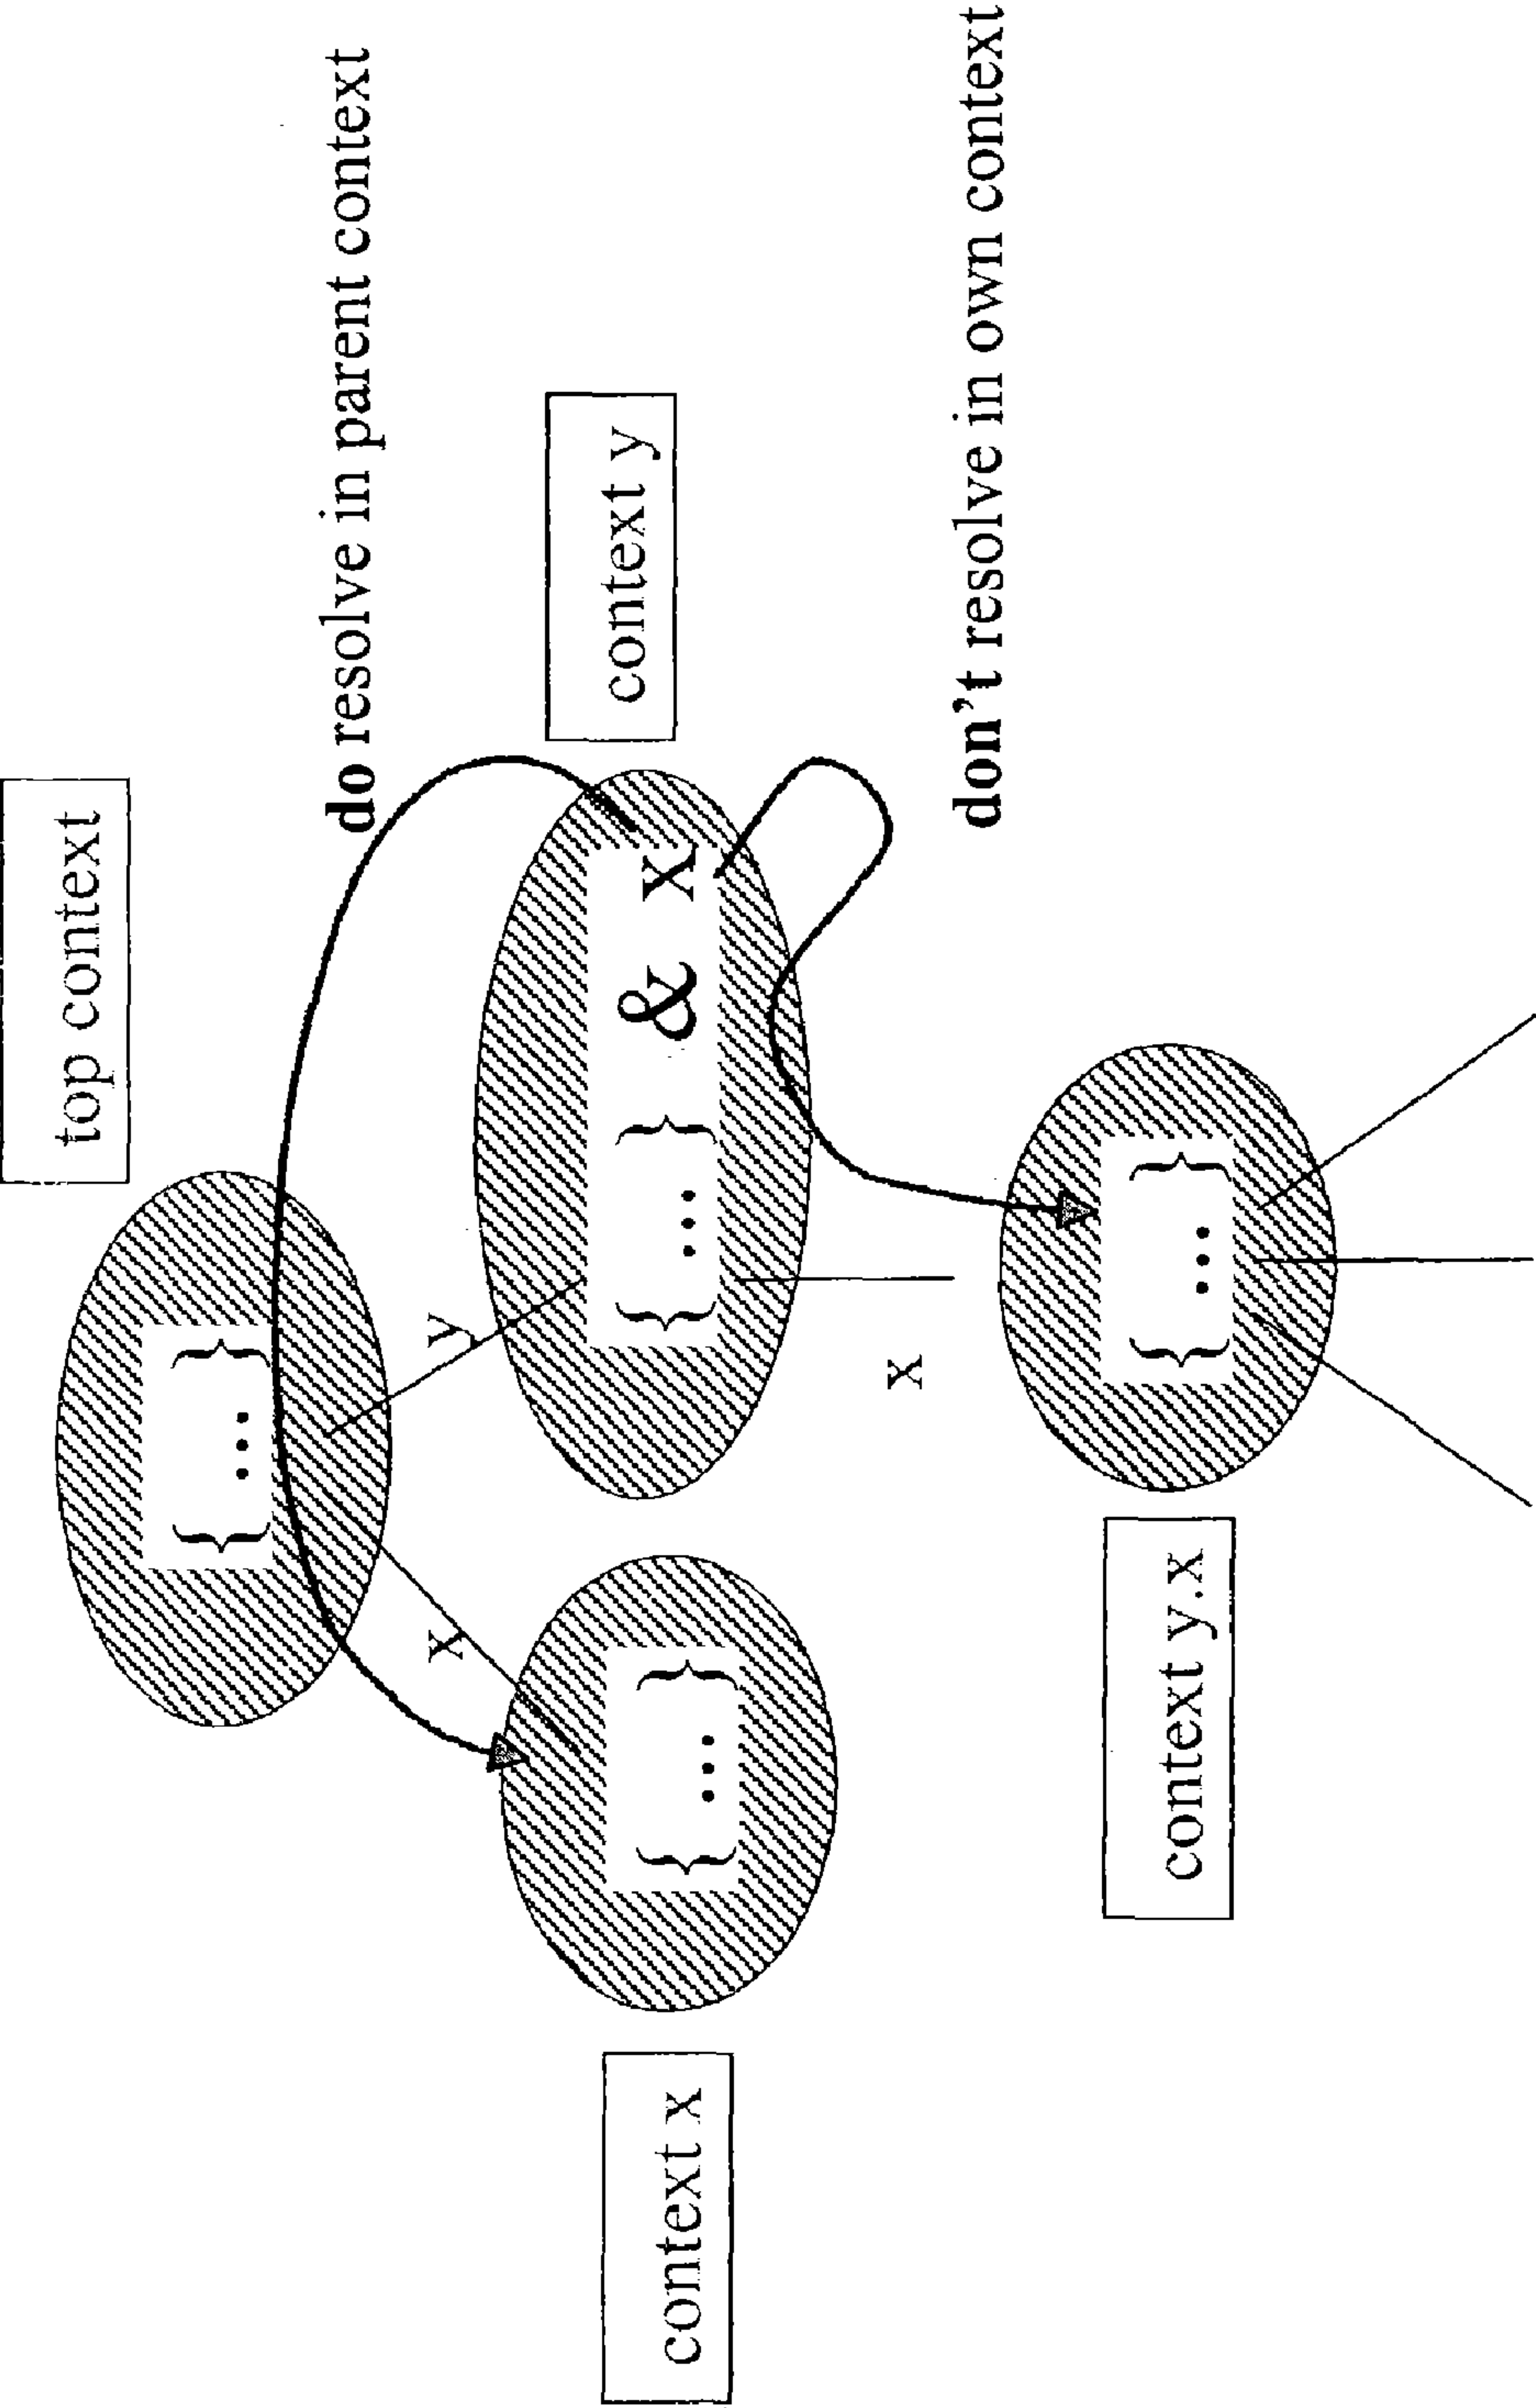 top context
{ ... }
do resolve in parent context
x
y
context x
{ ... }
{ ... } & x
context y
x
don't resolve in own context
context y.x
{ ... }